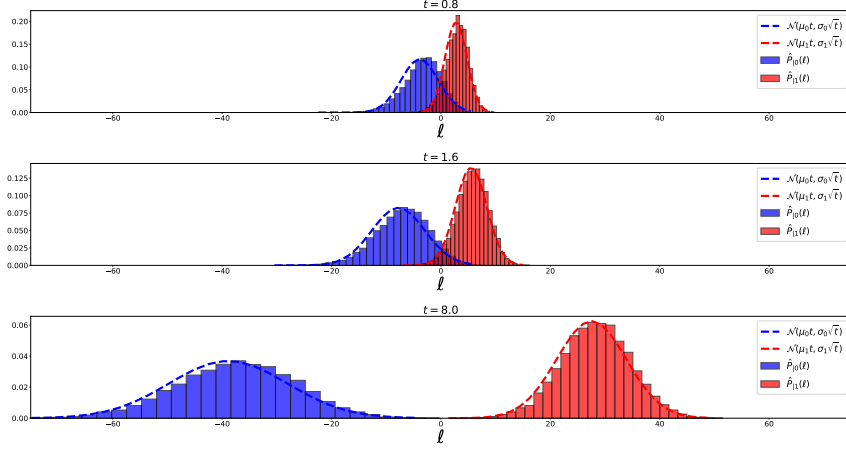 t = 0.8
0.20
0.15
0.10
0.05
0.00
−60 −40 −20 0 20 40 60
ℓ
𝒩(μ₀t, σ₀√t)
𝒩(μ₁t, σ₁√t)
P̂|0(ℓ)
P̂|1(ℓ)
t = 1.6
0.125
0.100
0.075
0.050
0.025
0.000
−60 −40 −20 0 20 40 60
ℓ
𝒩(μ₀t, σ₀√t)
𝒩(μ₁t, σ₁√t)
P̂|0(ℓ)
P̂|1(ℓ)
t = 8.0
0.06
0.04
0.02
0.00
−60 −40 −20 0 20 40 60
ℓ
𝒩(μ₀t, σ₀√t)
𝒩(μ₁t, σ₁√t)
P̂|0(ℓ)
P̂|1(ℓ)